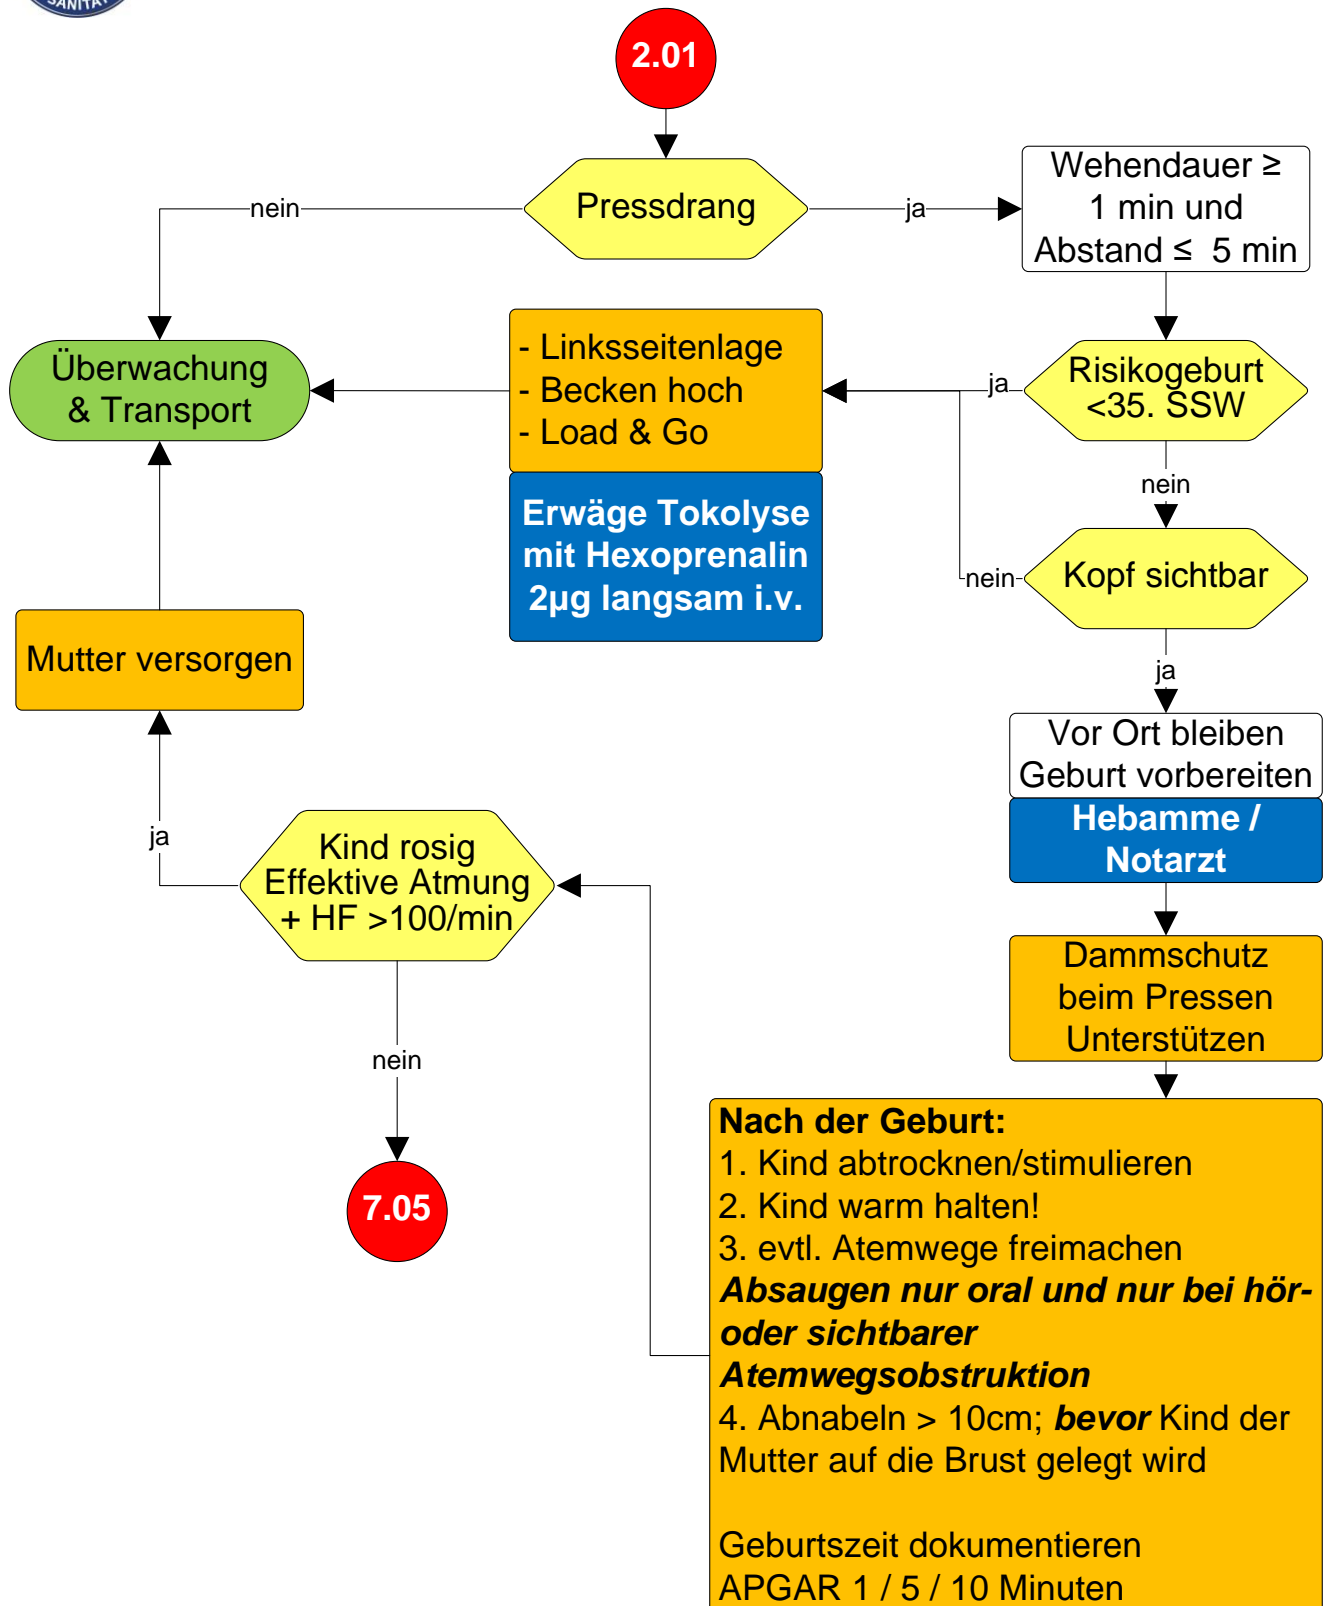 SANITÄT
2.01
Pressdrang
nein
ja
Wehendauer ≥
1 min und
Abstand ≤ 5 min
Überwachung
& Transport
- Linksseitenlage
- Becken hoch
- Load & Go
ja
Risikogeburt
<35. SSW
nein
Erwäge Tokolyse
mit Hexoprenalin
2µg langsam i.v.
nein
Kopf sichtbar
ja
Mutter versorgen
Vor Ort bleiben
Geburt vorbereiten
Hebamme /
Notarzt
ja
Kind rosig
Effektive Atmung
+ HF >100/min
nein
Dammschutz
beim Pressen
Unterstützen
7.05
Nach der Geburt:
1. Kind abtrocknen/stimulieren
2. Kind warm halten!
3. evtl. Atemwege freimachen
Absaugen nur oral und nur bei hör-
oder sichtbarer
Atemwegsobstruktion
4. Abnabeln > 10cm; bevor Kind der
Mutter auf die Brust gelegt wird
Geburtszeit dokumentieren
APGAR 1 / 5 / 10 Minuten